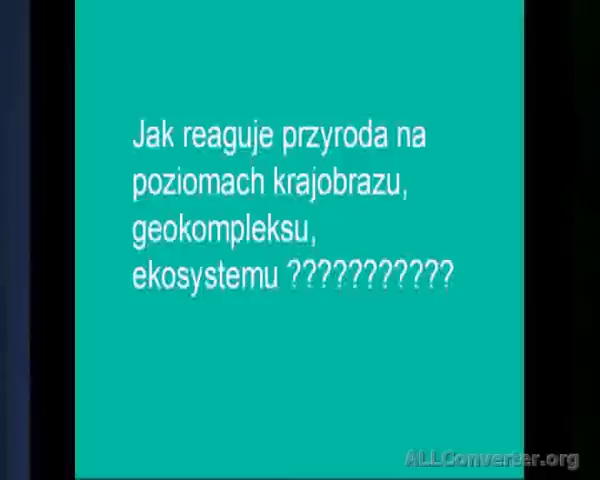 Jak reaguje przyroda na
poziomach krajobrazu,
geokompleksu,
ekosystemu ???????????
ALLConverter.org